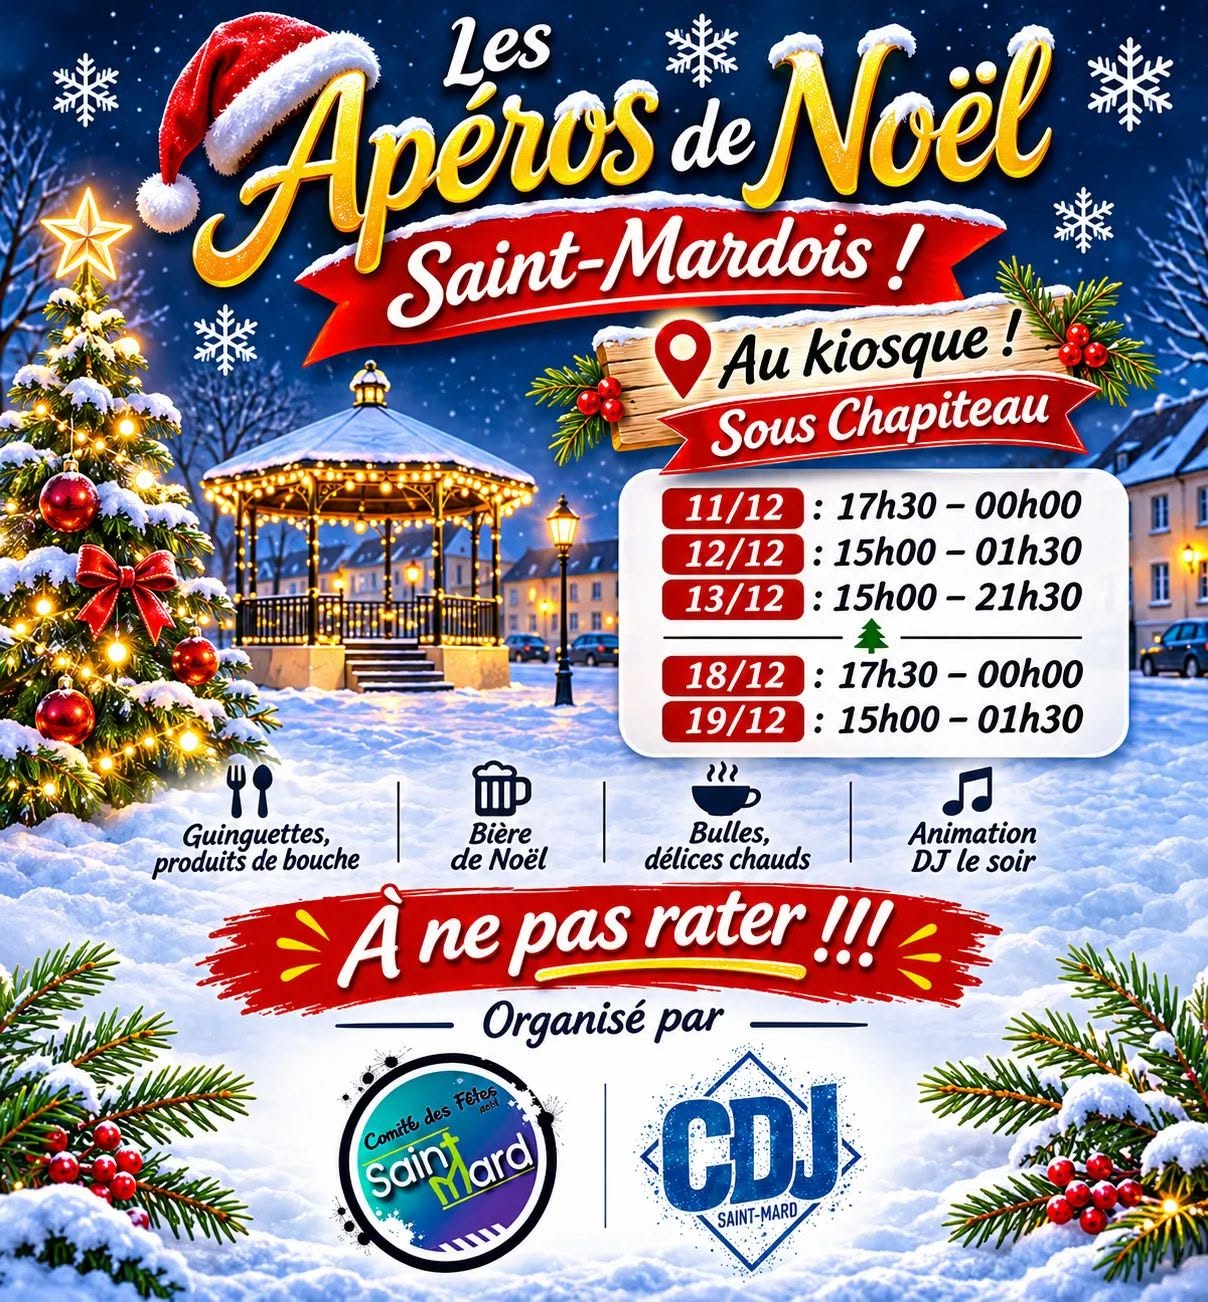 Les
Apéros de Noël
Saint-Mardois !
Au kiosque !
Sous Chapiteau
11/12 : 17h30 – 00h00
12/12 : 15h00 – 01h30
13/12 : 15h00 – 21h30
18/12 : 17h30 – 00h00
19/12 : 15h00 – 01h30
Guinguettes,
produits de bouche
Bière
de Noël
Bulles,
délices chauds
Animation
DJ le soir
À ne pas rater !!!
Organisé par
Comité des Fêtes
asbl
Saint
Mard
CDJ
SAINT-MARD